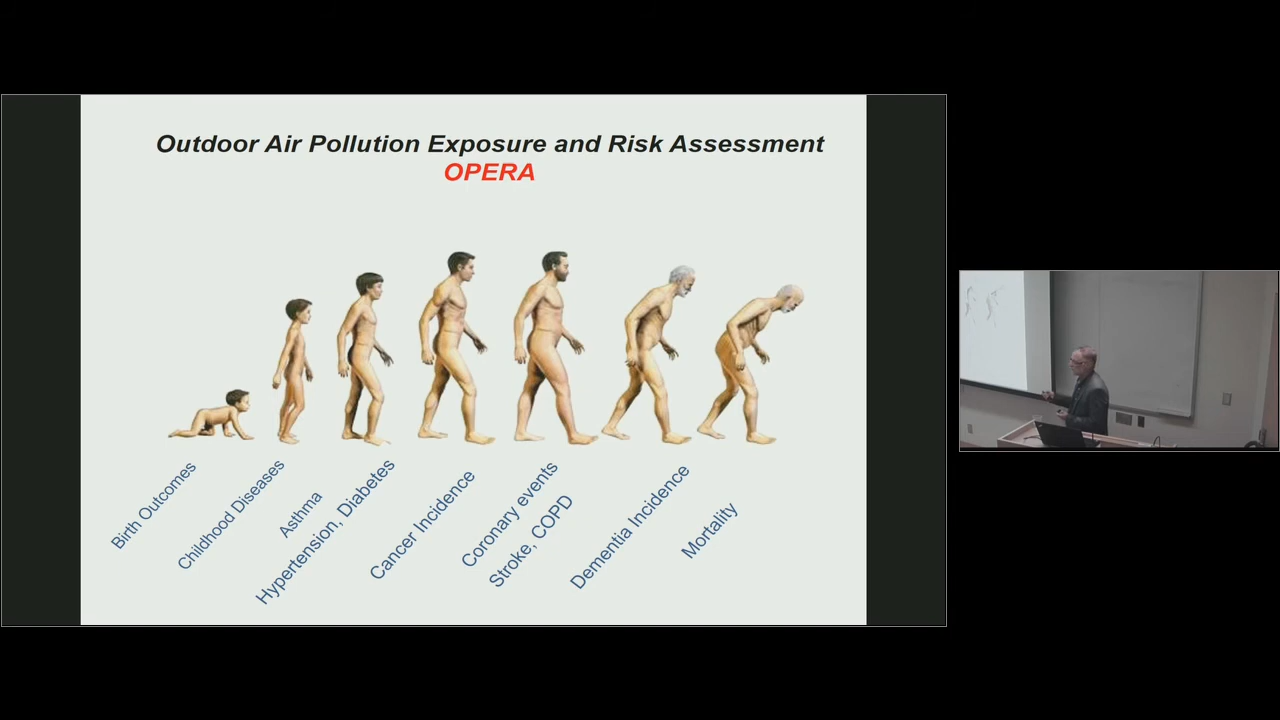 Outdoor Air Pollution Exposure and Risk Assessment
OPERA
Birth Outcomes
Childhood Diseases
Asthma
Hypertension, Diabetes
Cancer Incidence
Coronary events
Stroke, COPD
Dementia Incidence
Mortality